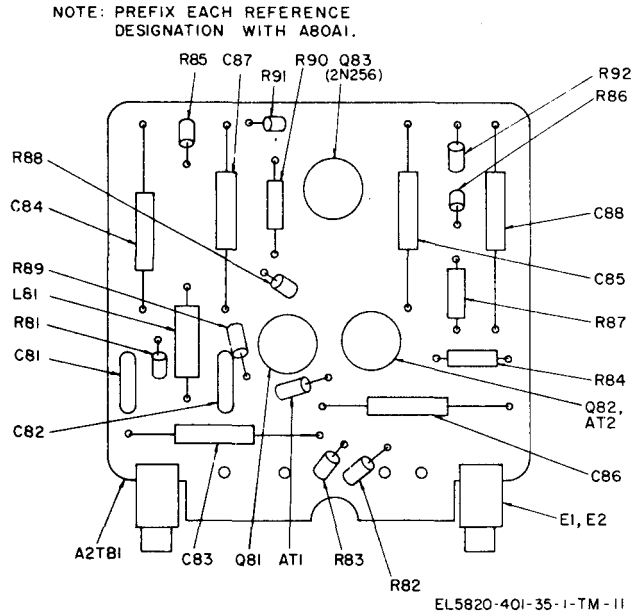 NOTE: PREFIX EACH REFERENCE
DESIGNATION WITH A80A1.
R85 C87
R91
R90 Q83
(2N256)
R92
R86
R88
C84
R89
L81
R81
C81
C82
C88
C85
R87
R84
Q82,
AT2
C86
E1, E2
A2TB1
C83
Q81
AT1
R83
R82
EL5820-401-35-1-TM-11